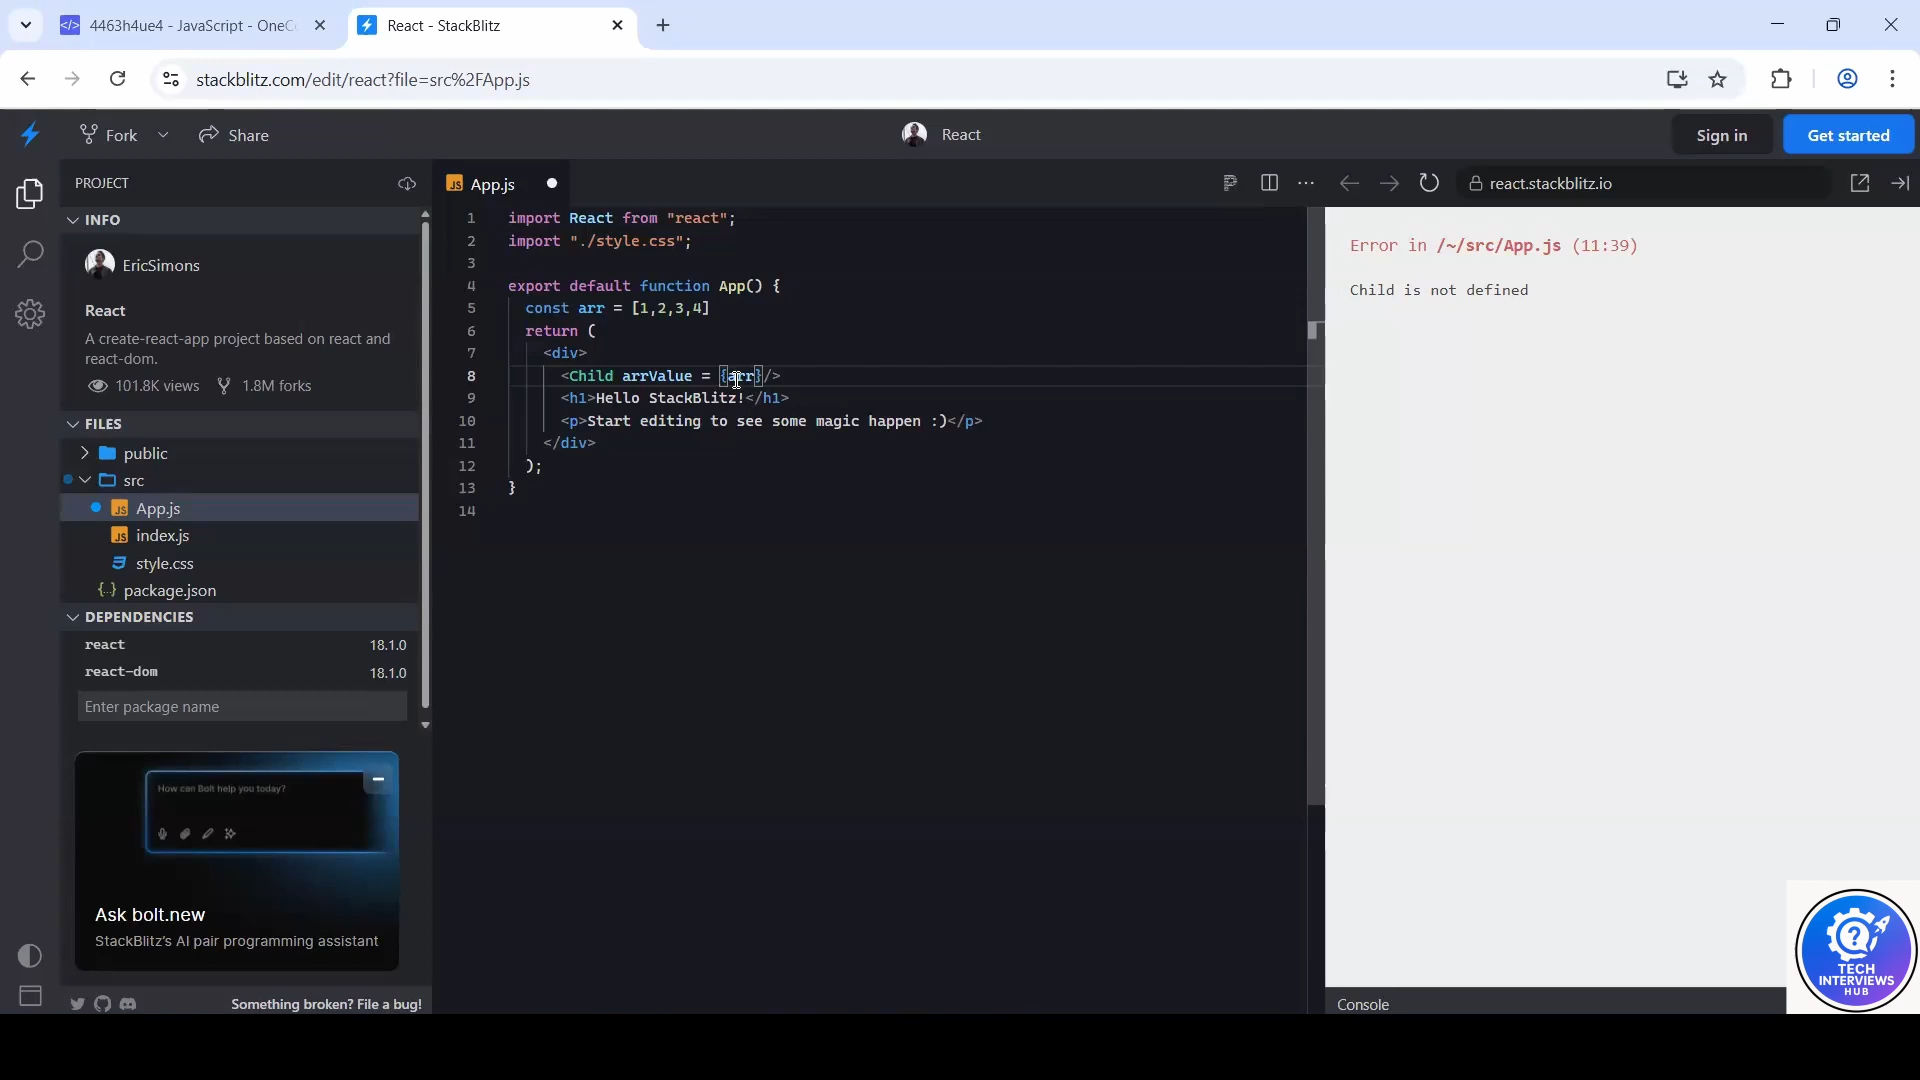 4463h4ue4 - JavaScript - OneC
React - StackBlitz
stackblitz.com/edit/react?file=src%2FApp.js
Fork
Share
React
Sign in
Get started
PROJECT
App.js
react.stackblitz.io
INFO
EricSimons
React
A create-react-app project based on react and
react-dom.
101.8K views
1.8M forks
FILES
public
src
App.js
index.js
style.css
package.json
DEPENDENCIES
react 18.1.0
react-dom 18.1.0
Enter package name
How can Bolt help you today?
Ask bolt.new
StackBlitz's AI pair programming assistant
Something broken? File a bug!
1 import React from "react";
2 import "./style.css";
3
4 export default function App() {
5 const arr = [1,2,3,4]
6 return (
7 <div>
8 <Child arrValue = {arr}/>
9 <h1>Hello StackBlitz!</h1>
10 <p>Start editing to see some magic happen :)</p>
11 </div>
12 );
13 }
14
Error in /~/src/App.js (11:39)
Child is not defined
Console
TECH
INTERVIEWS
HUB